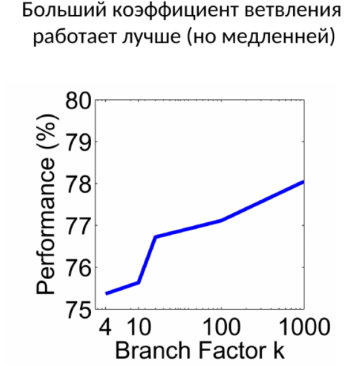 Больший коэффициент ветвления
работает лучше (но медленней)
80
79
78
77
76
75
Performance (%)
4 10 100 1000
Branch Factor k